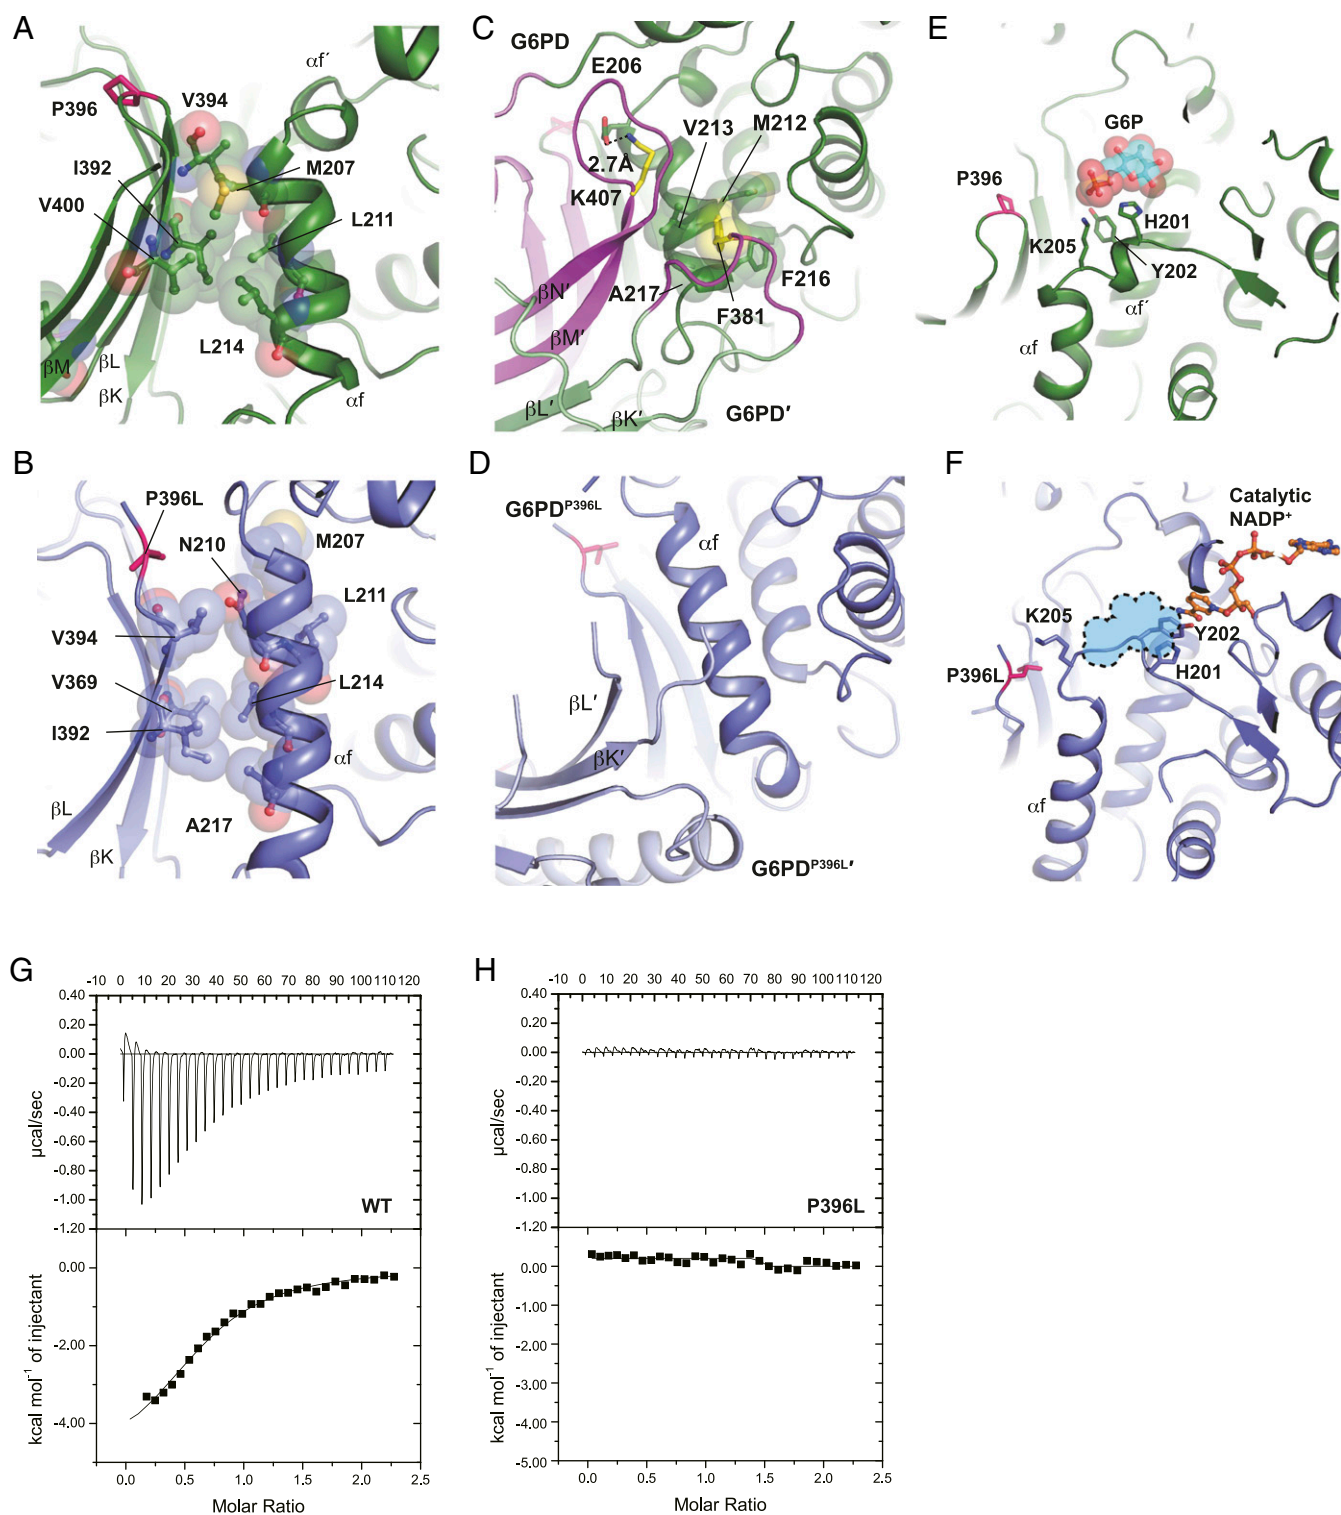 A
αf´
P396
V394
I392
M207
V400
L211
L214
βM
βL
βK
αf
C
G6PD
E206
V213
M212
2.7Å
K407
βN′
A217
F216
βM′
F381
βL′
βK′
G6PD′
E
G6P
P396
H201
K205
Y202
αf´
αf
B
P396L
N210
M207
L211
V394
V369
L214
I392
αf
βL
A217
βK
D
G6PD^P396L
αf
βL′
βK′
G6PD^P396L′
F
Catalytic
NADP⁺
K205
Y202
P396L
H201
αf
G
-10 0 10 20 30 40 50 60 70 80 90 100 110 120
0.40
0.20
0.00
-0.20
-0.40
-0.60
-0.80
-1.00
-1.20
µcal/sec
WT
0.00
-2.00
-4.00
kcal mol⁻¹ of injectant
0.0 0.5 1.0 1.5 2.0 2.5
Molar Ratio
H
-10 0 10 20 30 40 50 60 70 80 90 100 110 120
0.40
0.20
0.00
-0.20
-0.40
-0.60
-0.80
-1.00
-1.20
µcal/sec
P396L
0.00
-1.00
-2.00
-3.00
-4.00
-5.00
kcal mol⁻¹ of injectant
0.0 0.5 1.0 1.5 2.0 2.5
Molar Ratio